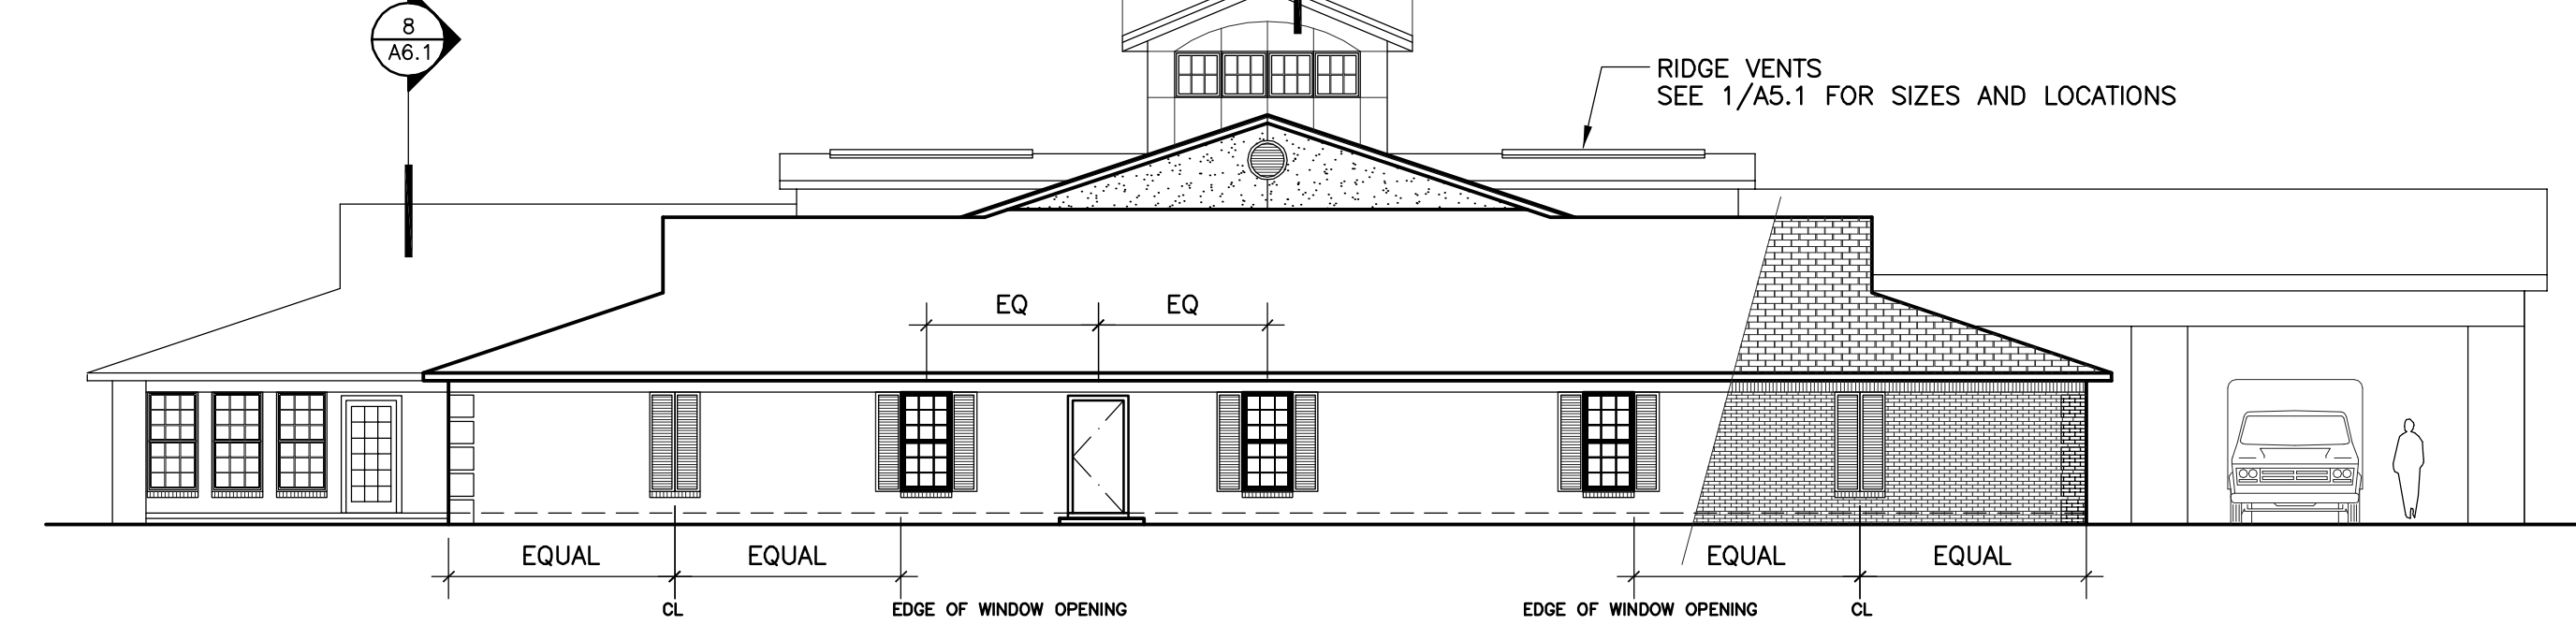 8
A6.1
RIDGE VENTS
SEE 1/A5.1 FOR SIZES AND LOCATIONS
EQ
EQ
EQUAL
EQUAL
EQUAL
EQUAL
CL
EDGE OF WINDOW OPENING
EDGE OF WINDOW OPENING
CL